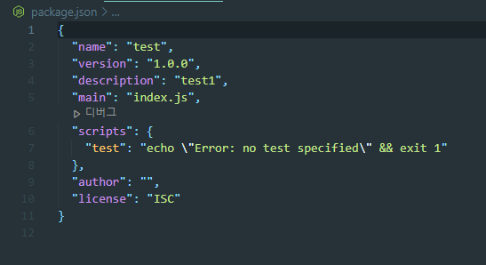 JS package.json > ...
1 {
2 "name": "test",
3 "version": "1.0.0",
4 "description": "test1",
5 "main": "index.js",
디버그
6 "scripts": {
7 "test": "echo \"Error: no test specified\" && exit 1"
8 },
9 "author": "",
10 "license": "ISC"
11 }
12